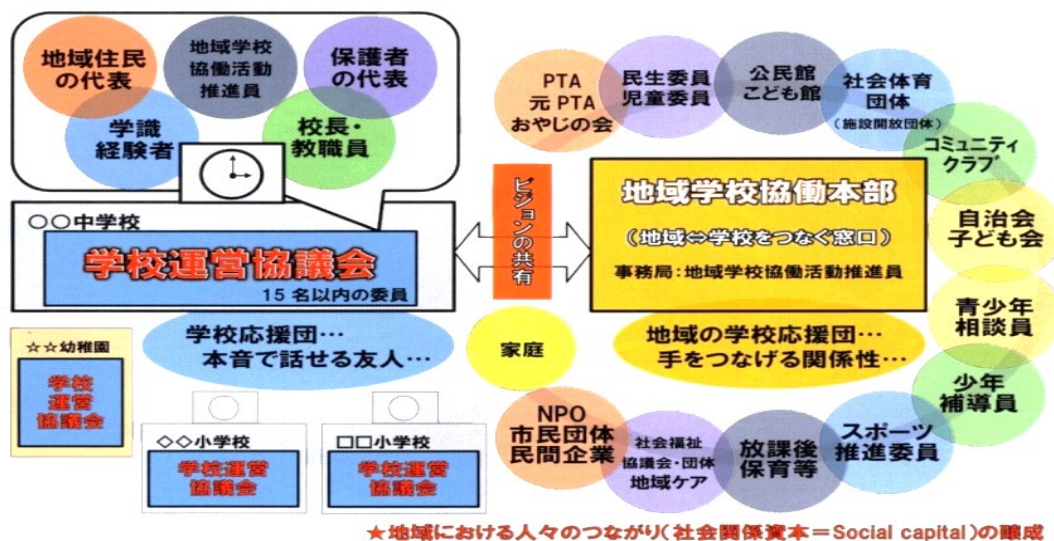 地域住民
の代表
地域学校
協働活動
推進員
保護者
の代表
学識
経験者
校長・
教職員
〇〇中学校
学校運営協議会
15名以内の委員
ビジョンの共有
PTA
元PTA
おやじの会
民生委員
児童委員
公民館
こども館
社会体育
団体
(施設開放団体)
コミュニティ
クラブ
自治会
子ども会
青少年
相談員
少年
補導員
スポーツ
推進委員
放課後
保育等
社会福祉
協議会・団体
地域ケア
NPO
市民団体
民間企業
地域学校協働本部
(地域⇔学校をつなぐ窓口)
事務局:地域学校協働活動推進員
学校応援団…
本音で話せる友人…
家庭
地域の学校応援団…
手をつなげる関係性…
☆☆幼稚園
学校
運営
協議会
◇◇小学校
学校運営
協議会
□□小学校
学校運営
協議会
★地域における人々のつながり(社会関係資本=Social capital)の醸成